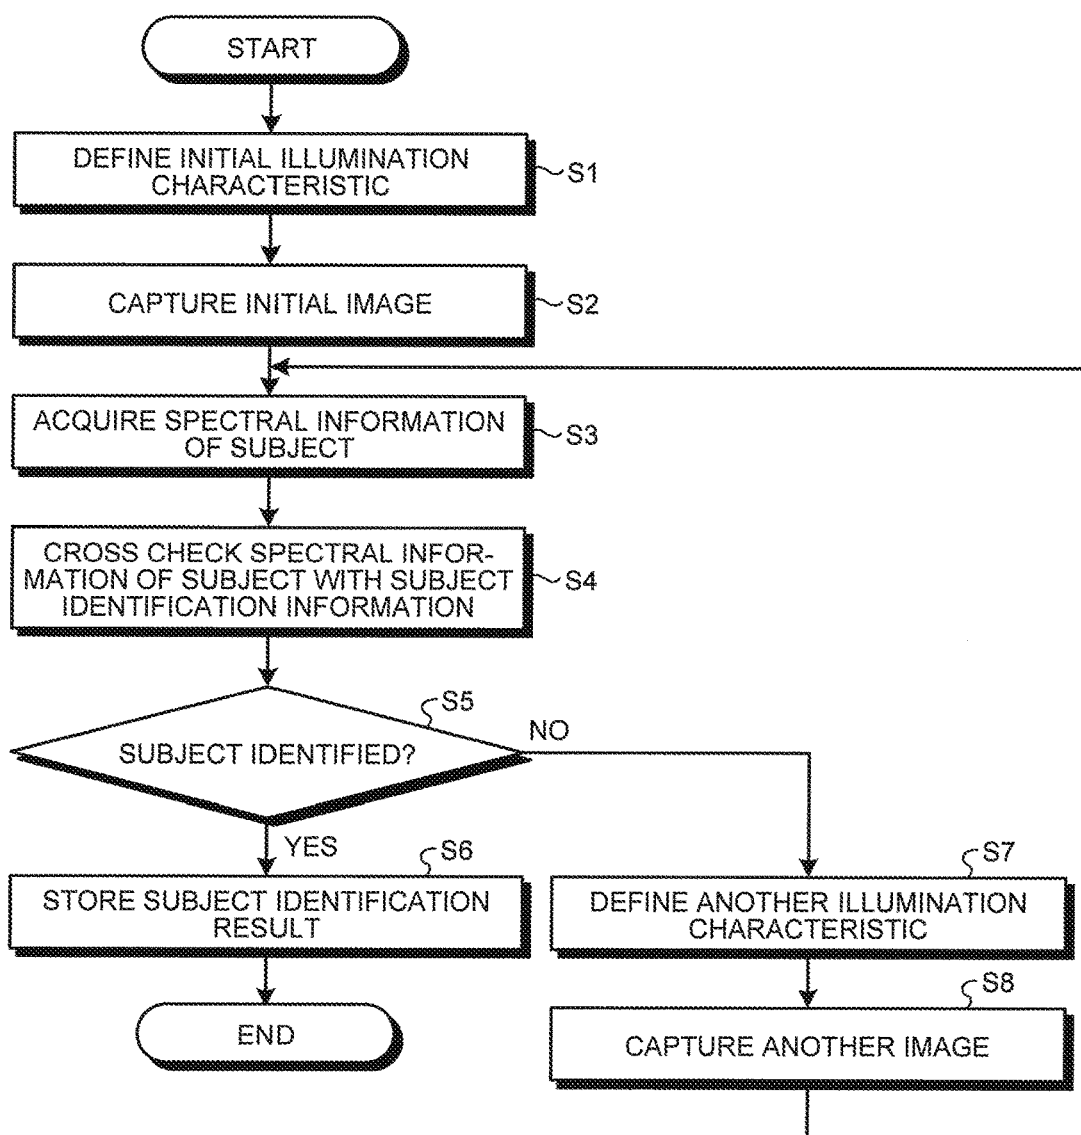 START
DEFINE INITIAL ILLUMINATION
CHARACTERISTIC
S1
CAPTURE INITIAL IMAGE
S2
ACQUIRE SPECTRAL INFORMATION
OF SUBJECT
S3
CROSS CHECK SPECTRAL INFOR-
MATION OF SUBJECT WITH SUBJECT
IDENTIFICATION INFORMATION
S4
S5
SUBJECT IDENTIFIED?
NO
YES
S6
STORE SUBJECT IDENTIFICATION
RESULT
END
S7
DEFINE ANOTHER ILLUMINATION
CHARACTERISTIC
S8
CAPTURE ANOTHER IMAGE